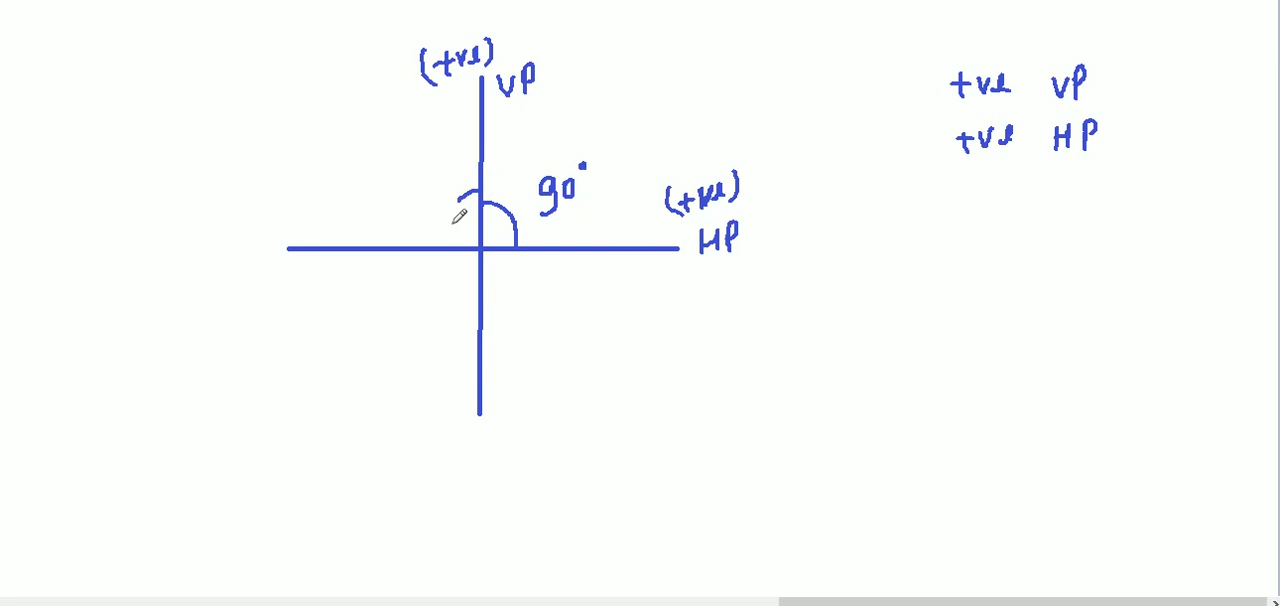 (+ve)
VP
90°
(+ve)
HP
+ve VP
+ve HP